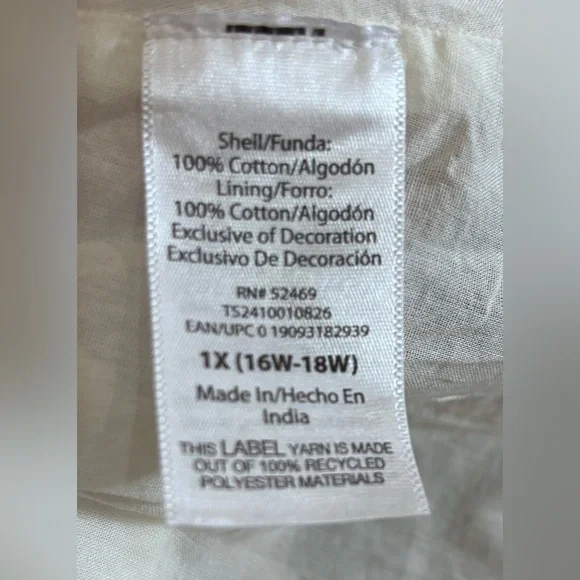 Shell/Funda:
100% Cotton/Algodón
Lining/Forro:
100% Cotton/Algodón
Exclusive of Decoration
Exclusivo De Decoración
RN# 52469
TS2410010826
EAN/UPC 0 19093182939
1X (16W-18W)
Made In/Hecho En
India
THIS LABEL YARN IS MADE
OUT OF 100% RECYCLED
POLYESTER MATERIALS